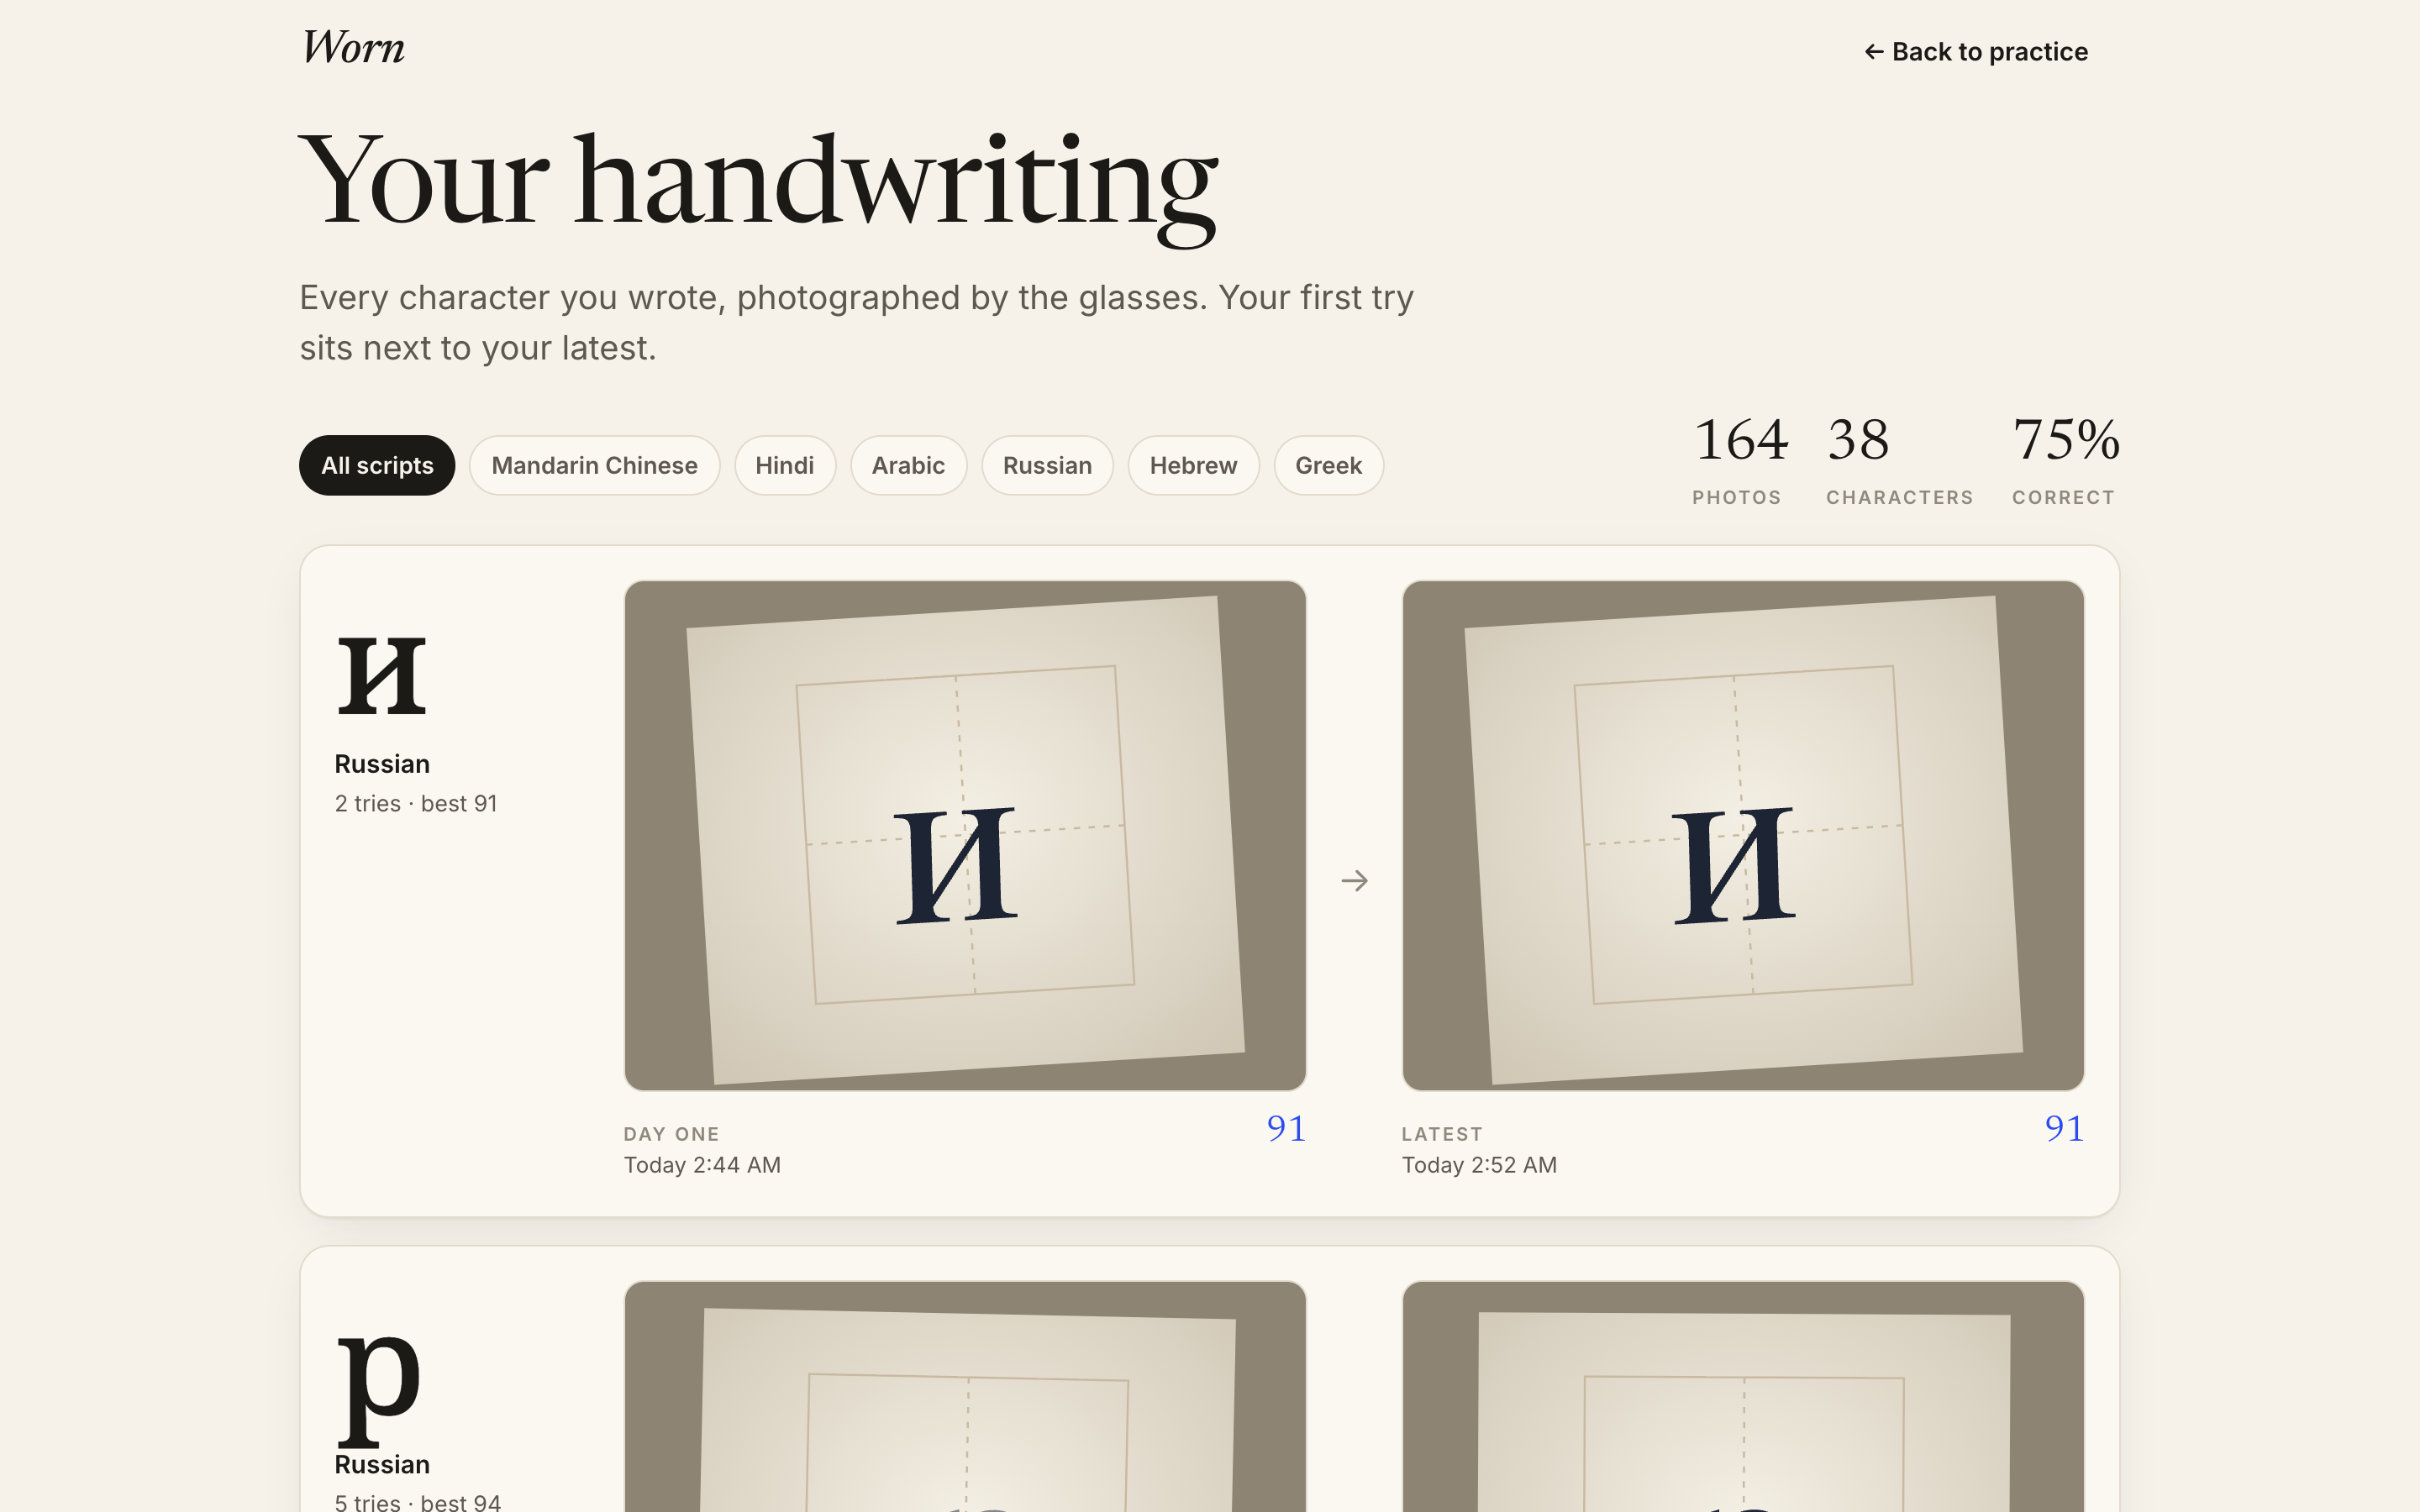 Worn
← Back to practice
Your handwriting
Every character you wrote, photographed by the glasses. Your first try
sits next to your latest.
All scripts
Mandarin Chinese
Hindi
Arabic
Russian
Hebrew
Greek
164
PHOTOS
38
CHARACTERS
75%
CORRECT
и
Russian
2 tries · best 91
и
DAY ONE
91
Today 2:44 AM
→
и
LATEST
91
Today 2:52 AM
р
Russian
5 tries · best 94